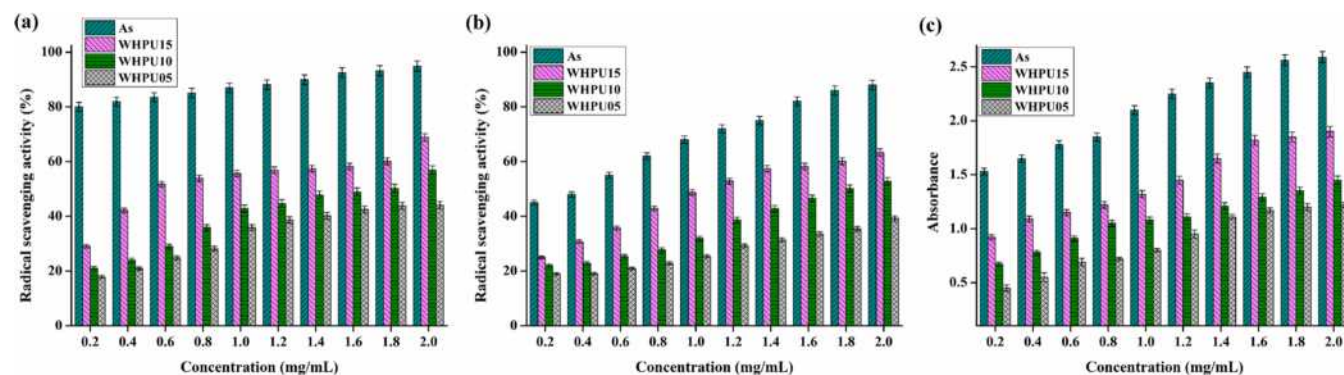 (a)
As
WHPU15
WHPU10
WHPU05
Radical scavenging activity (%)
100
80
60
40
20
0
0.2 0.4 0.6 0.8 1.0 1.2 1.4 1.6 1.8 2.0
Concentration (mg/mL)
(b)
As
WHPU15
WHPU10
WHPU05
Radical scavenging activity (%)
100
80
60
40
20
0
0.2 0.4 0.6 0.8 1.0 1.2 1.4 1.6 1.8 2.0
Concentration (mg/mL)
(c)
As
WHPU15
WHPU10
WHPU05
Absorbance
2.5
2.0
1.5
1.0
0.5
0.2 0.4 0.6 0.8 1.0 1.2 1.4 1.6 1.8 2.0
Concentration (mg/mL)